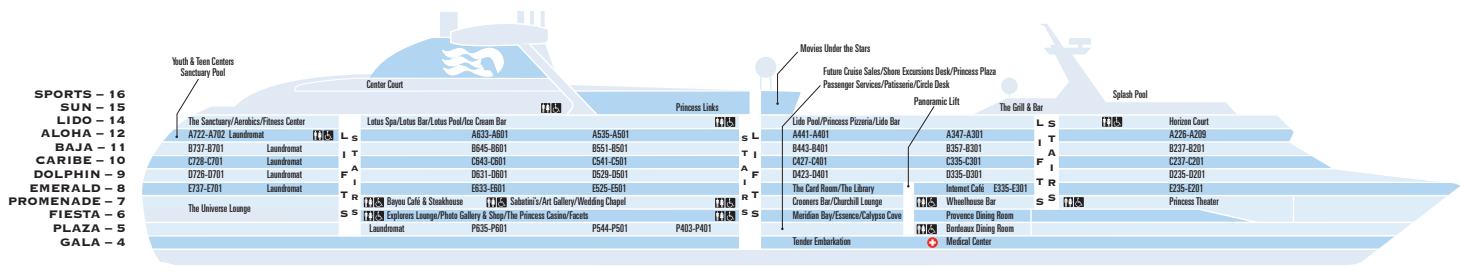 Youth & Teen Centers
Sanctuary Pool
Movies Under the Stars
Future Cruise Sales/Shore Excursions Desk/Princess Plaza
Passenger Services/Patisserie/Circle Desk
Panoramic Lift
Center Court
Splash Pool
SPORTS – 16
SUN – 15
Princess Links
The Grill & Bar
LIDO – 14
The Sanctuary/Aerobics/Fitness Center
Lotus Spa/Lotus Bar/Lotus Pool/Ice Cream Bar
Lido Pool/Princess Pizzeria/Lido Bar
Horizon Court
ALOHA – 12
A722-A702 Laundromat
A633-A601
A535-A501
A441-A401
A347-A301
A226-A209
BAJA – 11
B737-B701
Laundromat
B645-B601
B551-B501
B443-B401
B357-B301
B237-B201
CARIBE – 10
C728-C701
Laundromat
C643-C601
C541-C501
C427-C401
C335-C301
C237-C201
DOLPHIN – 9
D726-D701
Laundromat
D631-D601
D529-D501
D423-D401
D335-D301
D235-D201
EMERALD – 8
E737-E701
Laundromat
E633-E601
E525-E501
The Card Room/The Library
Internet Café E335-E301
E235-E201
PROMENADE – 7
The Universe Lounge
Bayou Café & Steakhouse
Sabatini's/Art Gallery/Wedding Chapel
Crooners Bar/Churchill Lounge
Wheelhouse Bar
Princess Theater
FIESTA – 6
Explorers Lounge/Photo Gallery & Shop/The Princess Casino/Facets
Meridian Bay/Essence/Calypso Cove
Provence Dining Room
PLAZA – 5
Laundromat
P635-P601
P544-P501
P403-P401
Bordeaux Dining Room
GALA – 4
Tender Embarkation
Medical Center
LIFTS
STAIRS
STAIRS
LIFTS
LIFTS
STAIRS